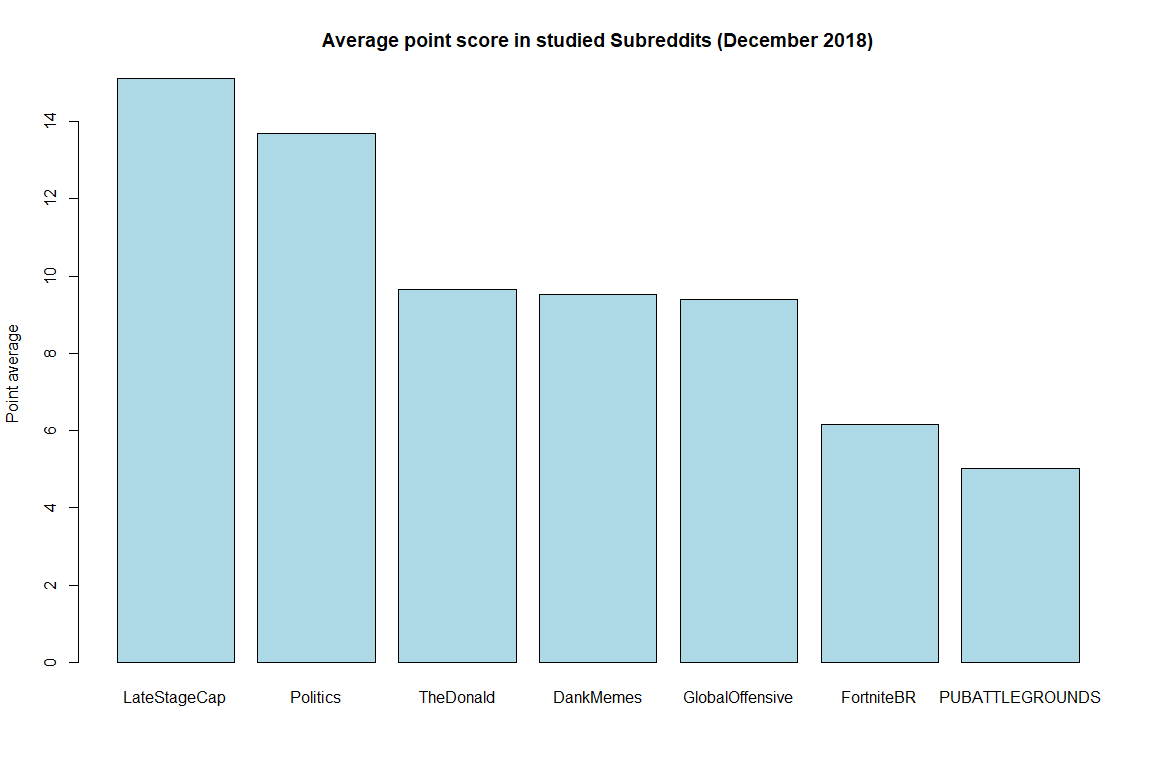 Average point score in studied Subreddits (December 2018)
Point average
14
12
10
8
6
4
2
0
LateStageCap Politics TheDonald DankMemes GlobalOffensive FortniteBR PUBATTLEGROUNDS